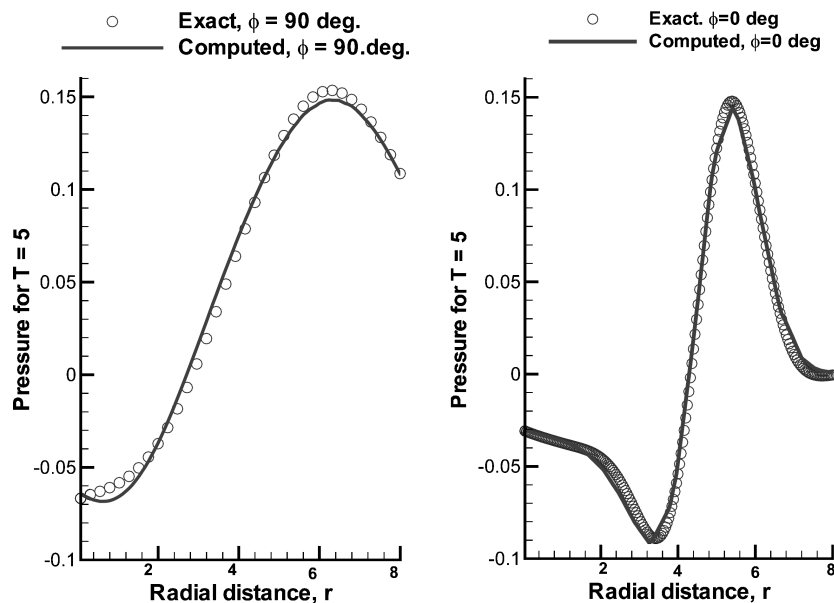 Exact, ϕ = 90 deg.
Computed, ϕ = 90.deg.
0.15
0.1
0.05
0
-0.05
-0.1
Pressure for T = 5
2
4
6
8
Radial distance, r
Exact. ϕ=0 deg
Computed, ϕ=0 deg
0.15
0.1
0.05
0
-0.05
-0.1
Pressure for T = 5
2
4
6
8
Radial distance, r